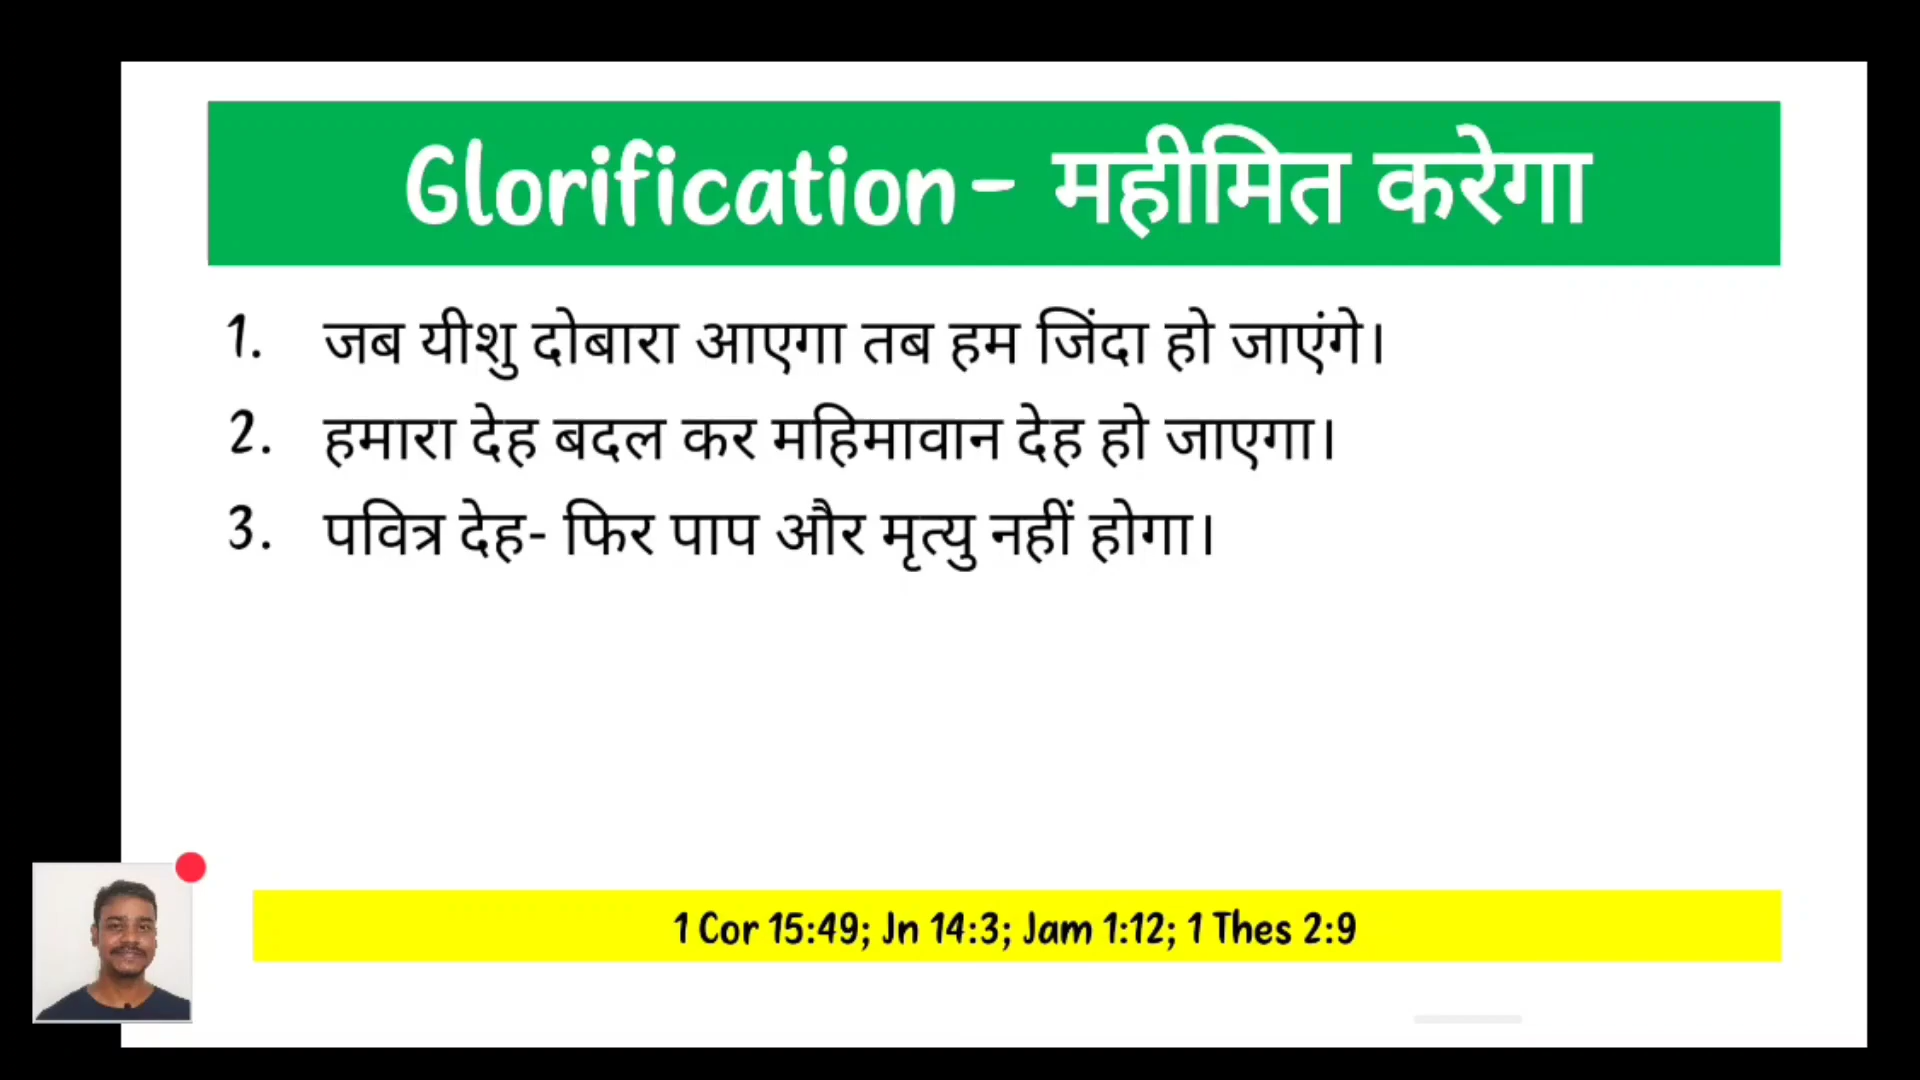 Glorification- महीमित करेगा
1. जब यीशु दोबारा आएगा तब हम जिंदा हो जाएंगे।
2. हमारा देह बदल कर महिमावान देह हो जाएगा।
3. पवित्र देह- फिर पाप और मृत्यु नहीं होगा।
1 Cor 15:49; Jn 14:3; Jam 1:12; 1 Thes 2:9